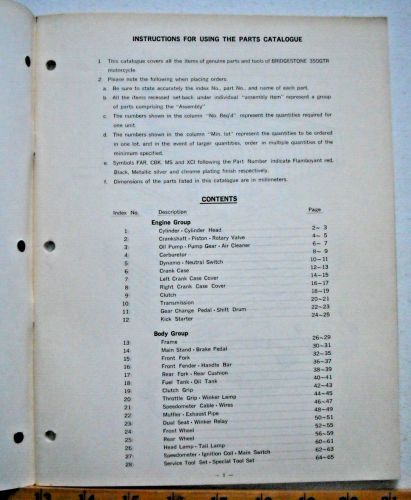 INSTRUCTIONS FOR USING THE PARTS CATALOGUE
1. This catalogue covers all the items of genuine parts and tools of BRIDGESTONE 350GTR
motorcycle.
2. Please note the following when placing orders.
a. Be sure to state accurately the index No., part No. and name of each part.
b. All the items recessed set-back under individual "assembly item" represent a group
of parts comprising the "Assembly"
c. The numbers shown in the column "No. Req'd" represent the quantities required for
one unit.
d. The numbers shown in the column "Min. lot" represent the quantities to be ordered
in one lot, and in the event of larger quantities, order in multiple quantities of the
minimum specified.
e. Symbols FAR, CBK, MS and XCI following the Part Number indicate Flamboyant red,
Black, Metallic silver and chrome plating finish respectively.
f. Dimensions of the parts listed in this catalogue are in millimeters.
CONTENTS
Index No. Description Page
Engine Group
1. Cylinder·Cylinder Head 2~ 3
2. Crankshaft·Piston·Rotary Valve 4~ 5
3. Oil Pump·Pump Gear·Air Cleaner 6~ 7
4. Carburetor 8~ 9
5. Dynamo·Neutral Switch 10~11
6. Crank Case 12~13
7. Left Crank Case Cover 14~15
8. Right Crank Case Cover 16~17
9. Clutch 18~19
10. Transmission 20~21
11. Gear Change Pedal·Shift Drum 22~23
12. Kick Starter 24~25
Body Group
13. Frame 26~29
14. Main Stand·Brake Pedal 30~31
15. Front Fork 32~35
16. Front Fender·Handle Bar 36~37
17. Rear Fork·Rear Cushion 38~39
18. Fuel Tank·Oil Tank 40~41
19. Clutch Grip 42~43
20. Throttle Grip·Winker Lamp 44~45
21. Speedometer Cable·Wires 46~47
22. Muffler·Exhaust Pipe 48~49
23. Dual Seat·Winker Relay 50~51
24. Front Wheel 52~55
25. Rear Wheel 56~59
26. Head Lamp·Tail Lamp 60~61
27. Speedometer·Ignition Coil·Main Switch 62~63
28. Service Tool Set·Special Tool Set 64~65
— 1 —